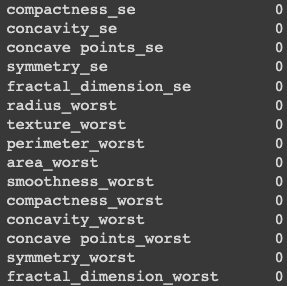 compactness_se 0
concavity_se 0
concave points_se 0
symmetry_se 0
fractal_dimension_se 0
radius_worst 0
texture_worst 0
perimeter_worst 0
area_worst 0
smoothness_worst 0
compactness_worst 0
concavity_worst 0
concave points_worst 0
symmetry_worst 0
fractal_dimension_worst 0